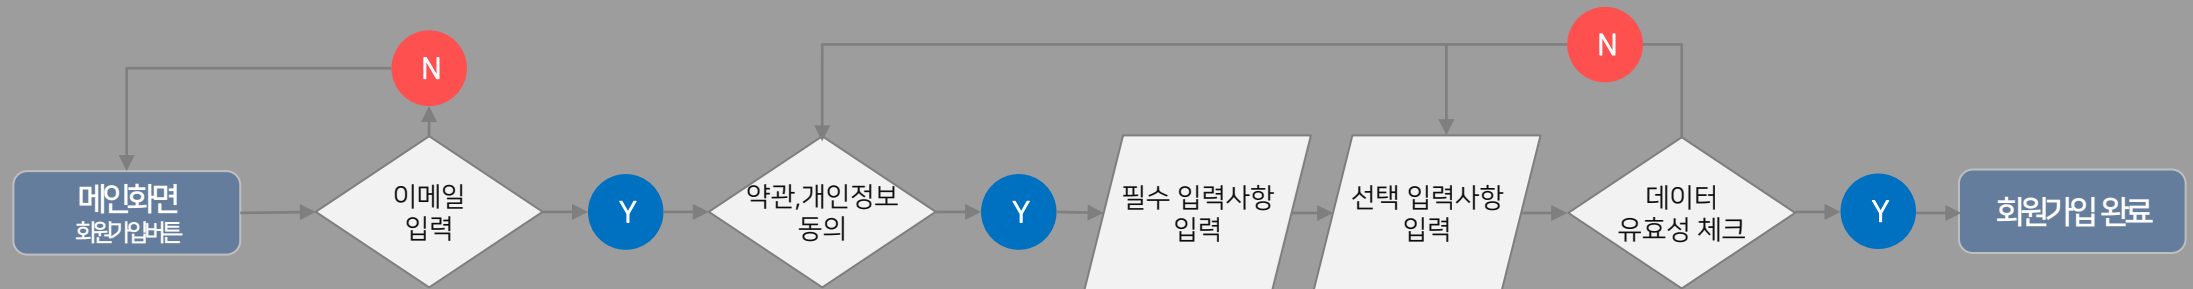 N
N
메인화면
회원가입버튼
이메일
입력
Y
약관,개인정보
동의
Y
필수 입력사항
입력
선택 입력사항
입력
데이터
유효성 체크
Y
회원가입 완료